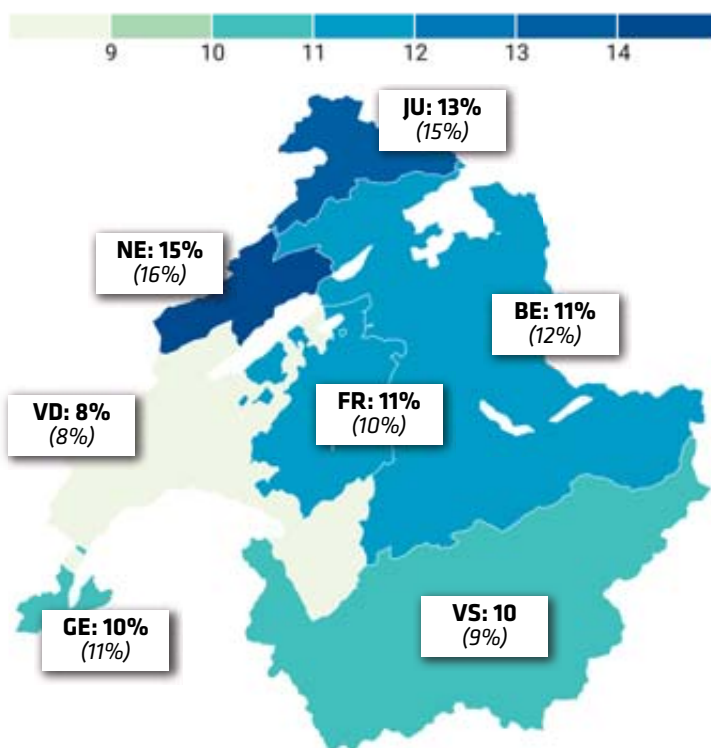 9 10 11 12 13 14
JU: 13%
(15%)
NE: 15%
(16%)
BE: 11%
(12%)
VD: 8%
(8%)
FR: 11%
(10%)
GE: 10%
(11%)
VS: 10
(9%)